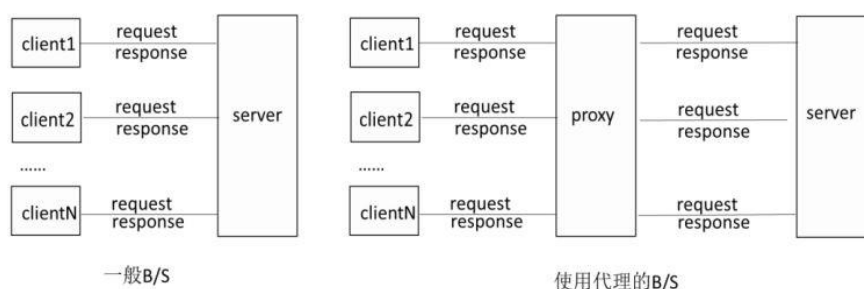 client1
request
response
client2
request
response
......
clientN
request
response
server
一般B/S
client1
request
response
client2
request
response
......
clientN
request
response
proxy
request
response
request
response
request
response
server
使用代理的B/S